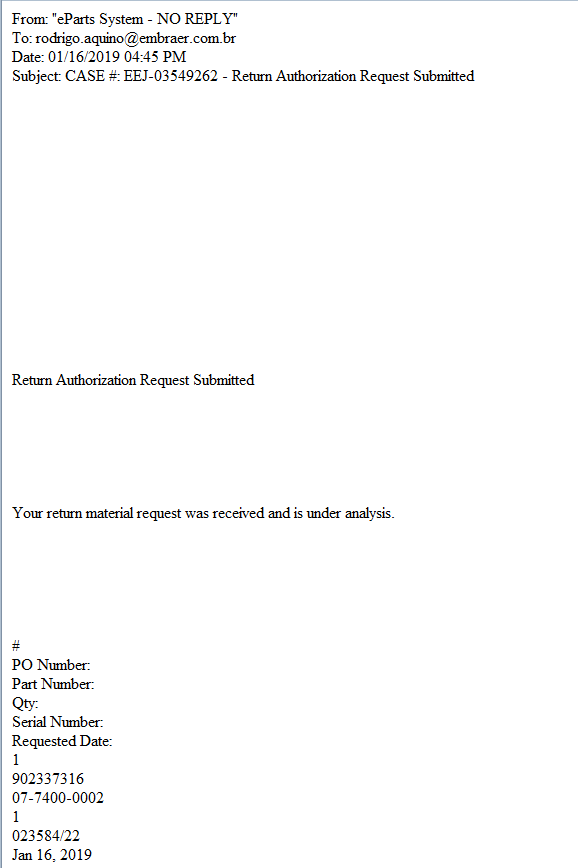 From: "eParts System - NO REPLY"
To: rodrigo.aquino@embraer.com.br
Date: 01/16/2019 04:45 PM
Subject: CASE #: EEJ-03549262 - Return Authorization Request Submitted
Return Authorization Request Submitted
Your return material request was received and is under analysis.
#
PO Number:
Part Number:
Qty:
Serial Number:
Requested Date:
1
902337316
07-7400-0002
1
023584/22
Jan 16, 2019